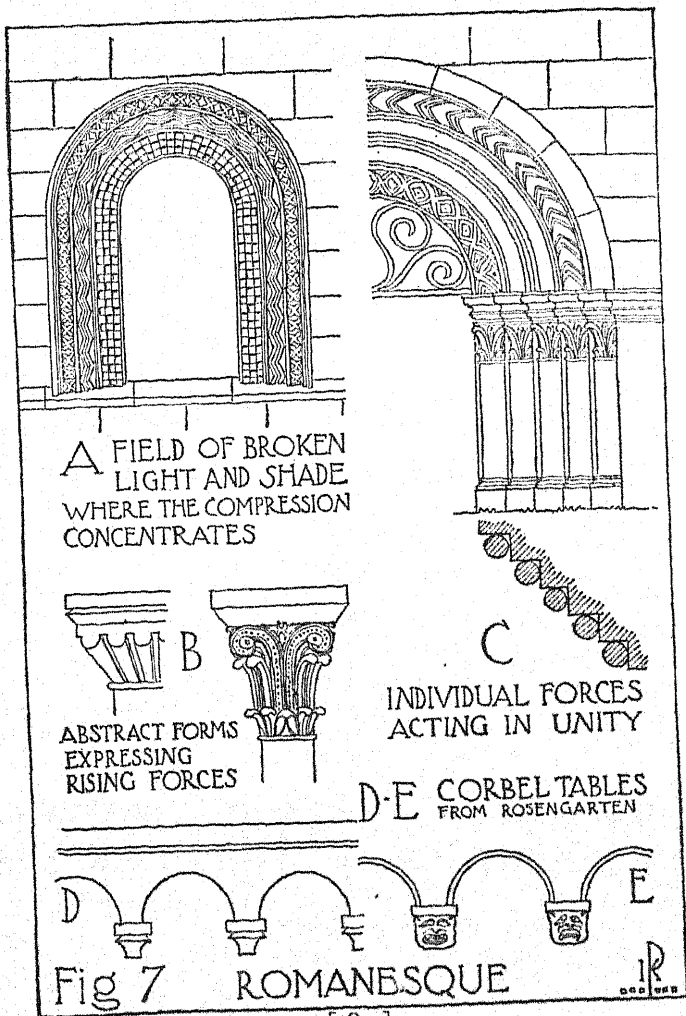 A FIELD OF BROKEN
LIGHT AND SHADE
WHERE THE COMPRESSION
CONCENTRATES
B
ABSTRACT FORMS
EXPRESSING
RISING FORCES
C
INDIVIDUAL FORCES
ACTING IN UNITY
D-E CORBEL TABLES
FROM ROSENGARTEN
D
E
Fig 7 ROMANESQUE